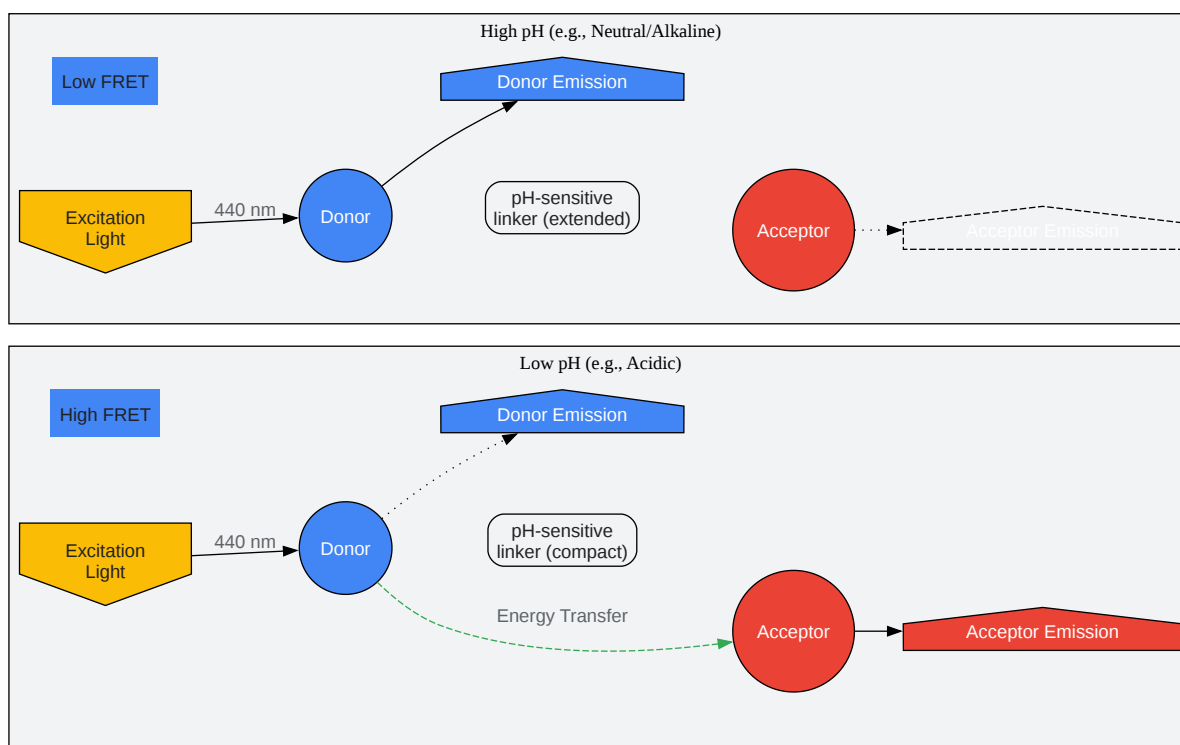 High pH (e.g., Neutral/Alkaline)
Low FRET
Donor Emission
Excitation
Light
440 nm
Donor
pH-sensitive
linker (extended)
Acceptor
Acceptor Emission
Low pH (e.g., Acidic)
High FRET
Donor Emission
Excitation
Light
440 nm
Donor
pH-sensitive
linker (compact)
Energy Transfer
Acceptor
Acceptor Emission